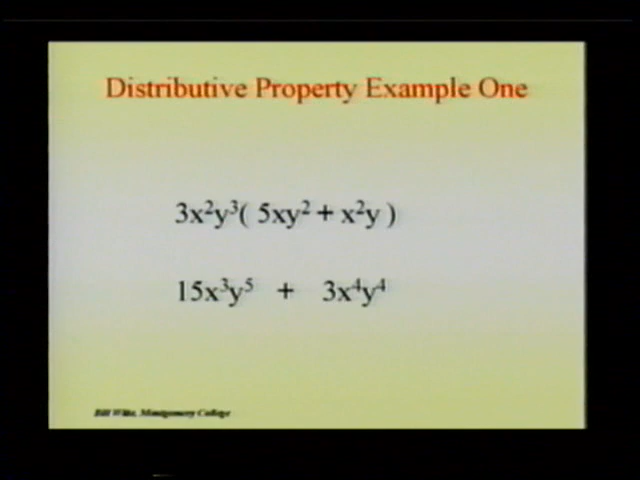 Distributive Property Example One
3x²y³( 5xy² + x²y )
15x³y⁵ + 3x⁴y⁴
Bill Witte, Montgomery College